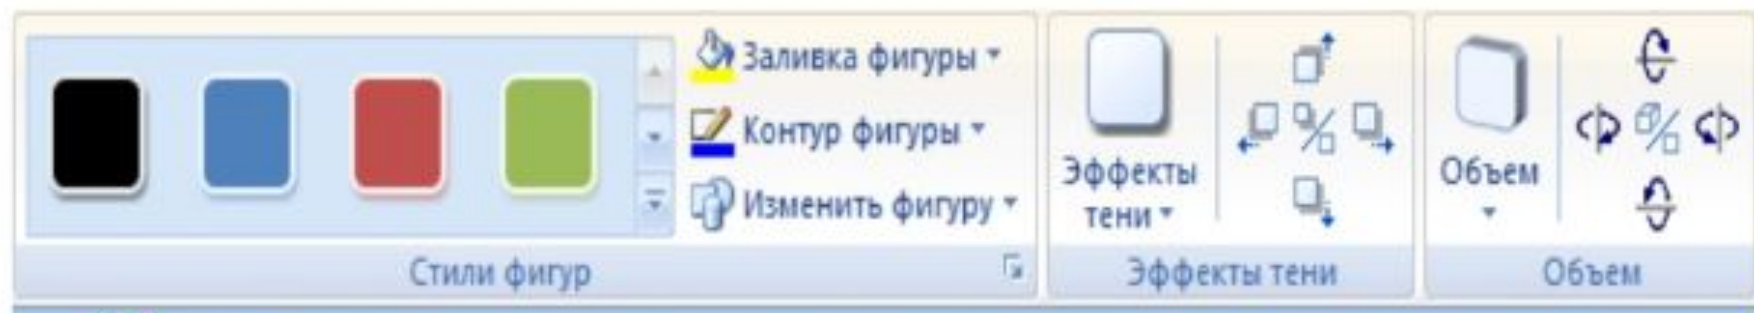 Заливка фигуры
Контур фигуры
Изменить фигуру
Стили фигур
Эффекты
тени
Эффекты тени
Объем
Объем